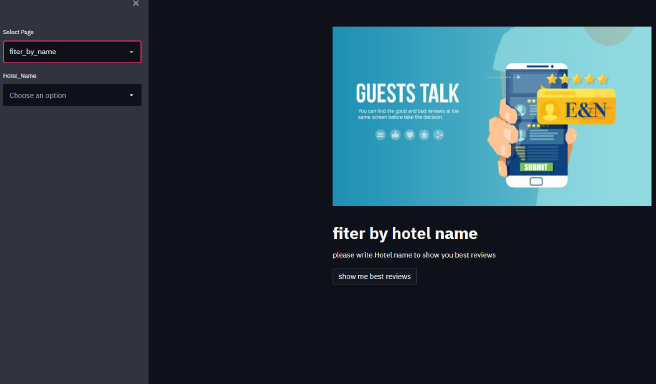 Select Page
fiter_by_name
Hotel_Name
Choose an option
GUESTS TALK
You can find the good and bad reviews at the
same screen before take the decision.
E&N
SUBMIT
fiter by hotel name
please write Hotel name to show you best reviews
show me best reviews